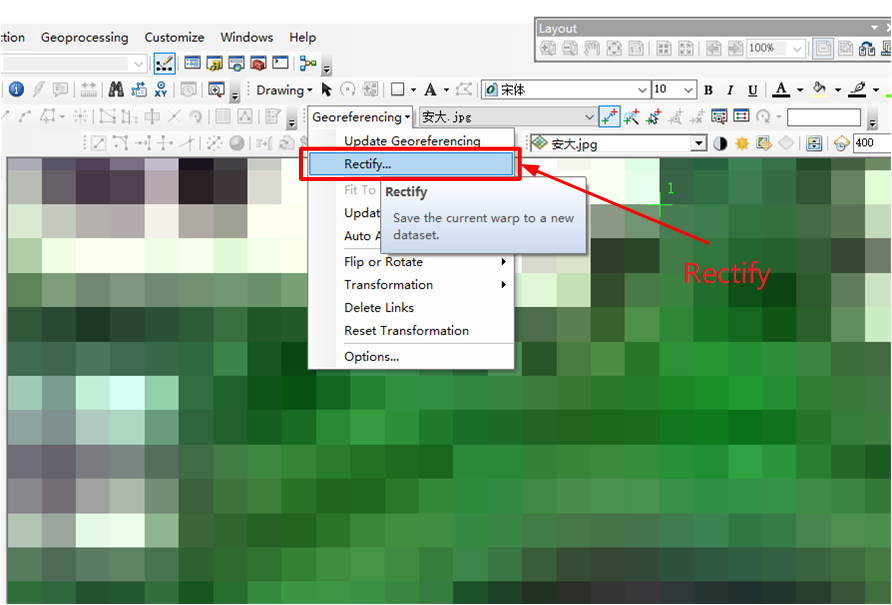 Layout
ction Geoprocessing Customize Windows Help
100%
Drawing 宋体 10 B I U A
Georeferencing 安大.jpg
Update Georeferencing 安大.jpg 400
Rectify...
Fit To
Rectify
1
Updat
Save the current warp to a new
dataset.
Auto A
Flip or Rotate
Rectify
Transformation
Delete Links
Reset Transformation
Options...